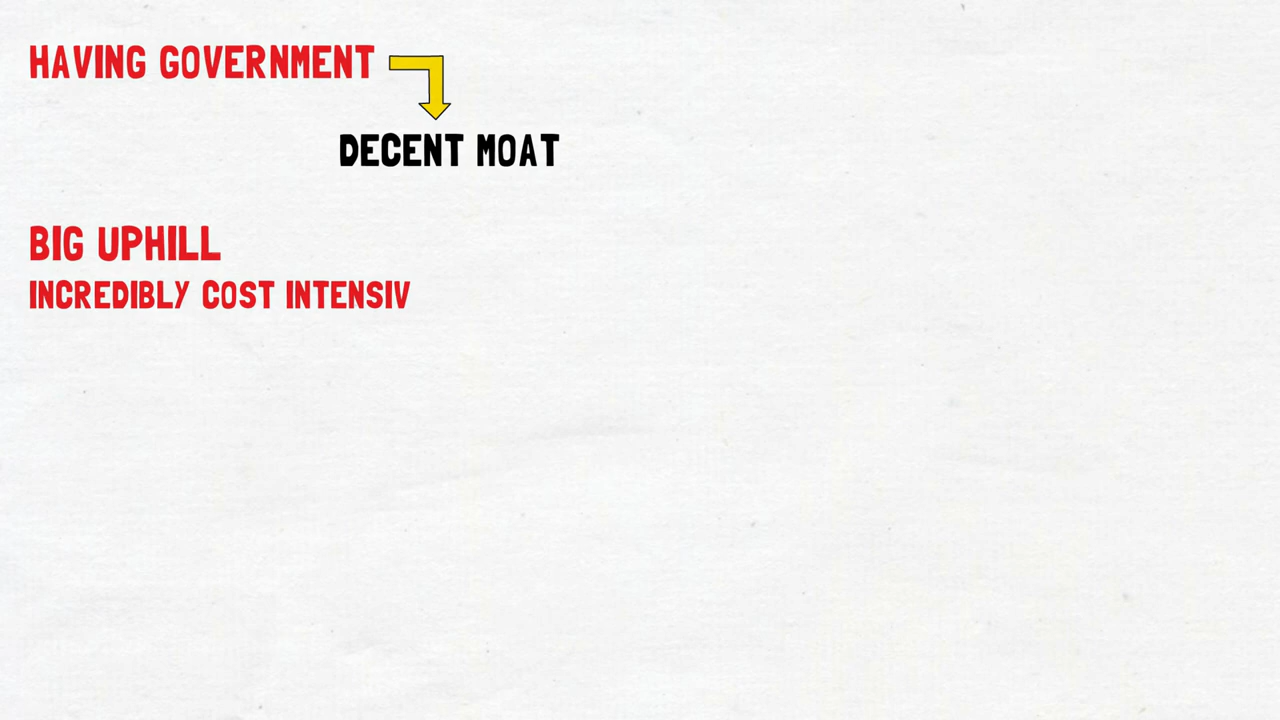 HAVING GOVERNMENT
DECENT MOAT
BIG UPHILL
INCREDIBLY COST INTENSIV